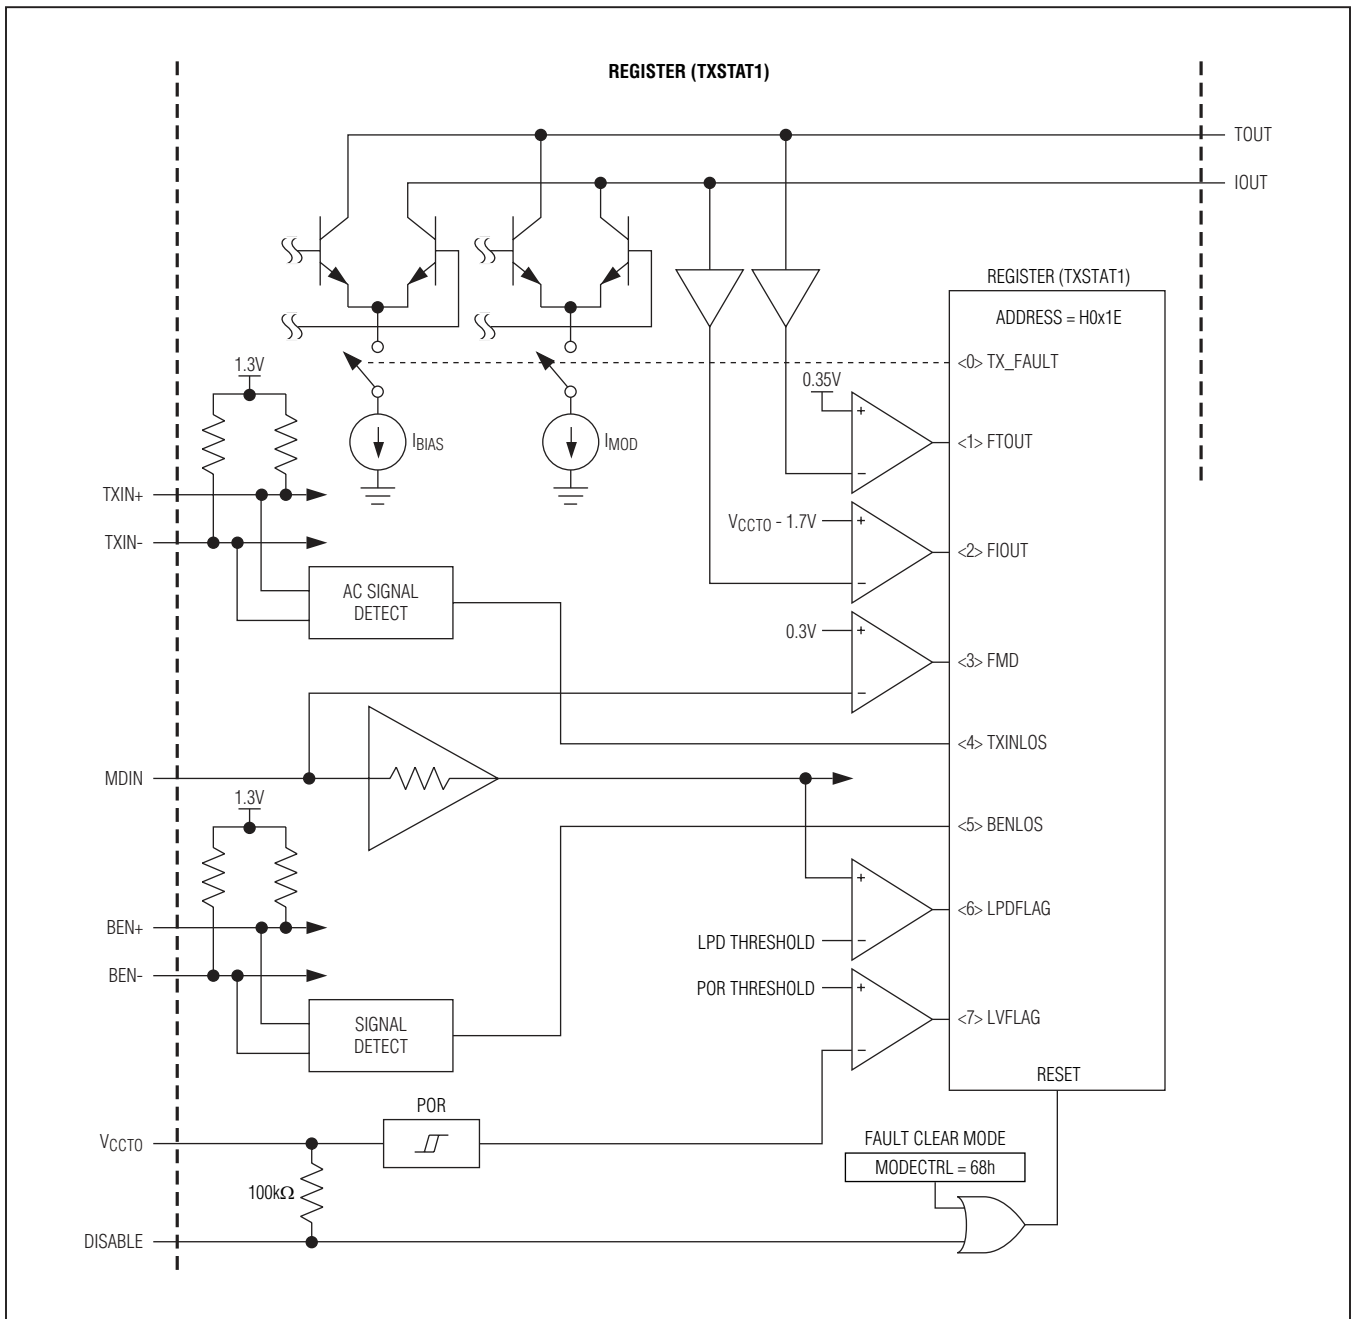 REGISTER (TXSTAT1)
TOUT
IOUT
REGISTER (TXSTAT1)
ADDRESS = H0x1E
<0> TX_FAULT
1.3V
0.35V
+
IBIAS
IMOD
<1> FTOUT
−
TXIN+
VCCTO - 1.7V
+
TXIN-
<2> FIOUT
−
AC SIGNAL
DETECT
0.3V
+
<3> FMD
−
<4> TXINLOS
MDIN
1.3V
<5> BENLOS
+
<6> LPDFLAG
BEN+
LPD THRESHOLD
−
BEN-
POR THRESHOLD
+
<7> LVFLAG
SIGNAL
DETECT
−
RESET
POR
VCCTO
FAULT CLEAR MODE
MODECTRL = 68h
100kΩ
DISABLE